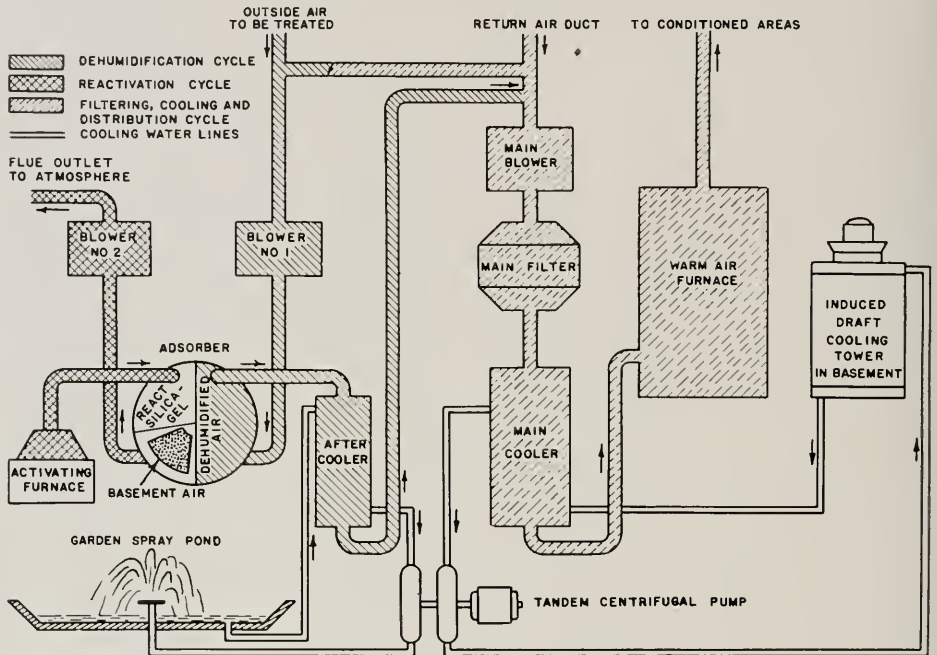 OUTSIDE AIR
TO BE TREATED
RETURN AIR DUCT
TO CONDITIONED AREAS
DEHUMIDIFICATION CYCLE
REACTIVATION CYCLE
FILTERING, COOLING AND
DISTRIBUTION CYCLE
COOLING WATER LINES
FLUE OUTLET
TO ATMOSPHERE
BLOWER
NO 2
BLOWER
NO 1
MAIN
BLOWER
MAIN FILTER
WARM AIR
FURNACE
INDUCED
DRAFT
COOLING
TOWER
IN BASEMENT
ADSORBER
REACT
SILICA-
GEL
DEHUMIDIFIED
AIR
AFTER
COOLER
MAIN
COOLER
ACTIVATING
FURNACE
BASEMENT AIR
GARDEN SPRAY POND
TANDEM CENTRIFUGAL PUMP